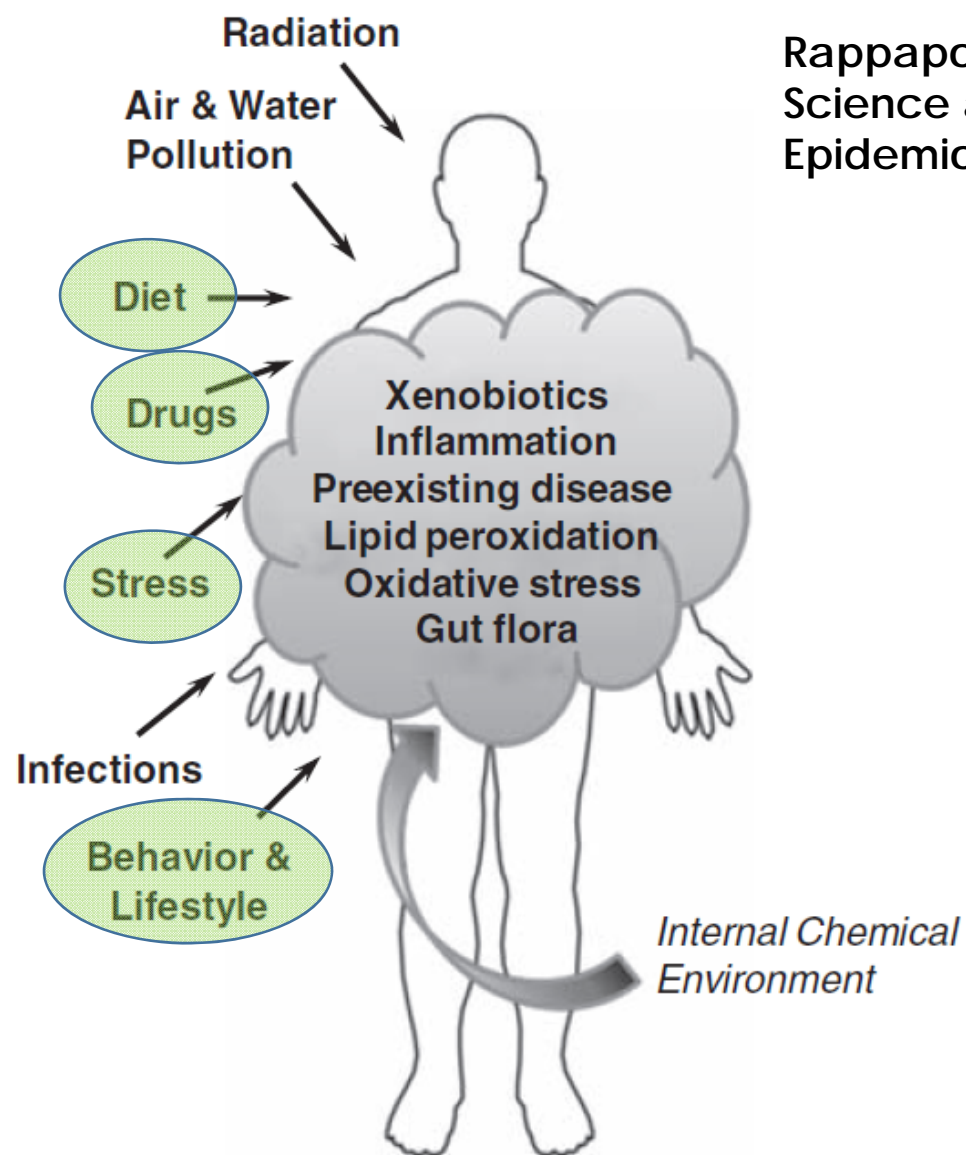 Radiation
Air & Water
Pollution
Diet
Drugs
Stress
Infections
Behavior &
Lifestyle
Xenobiotics
Inflammation
Preexisting disease
Lipid peroxidation
Oxidative stress
Gut flora
Internal Chemical
Environment
Science